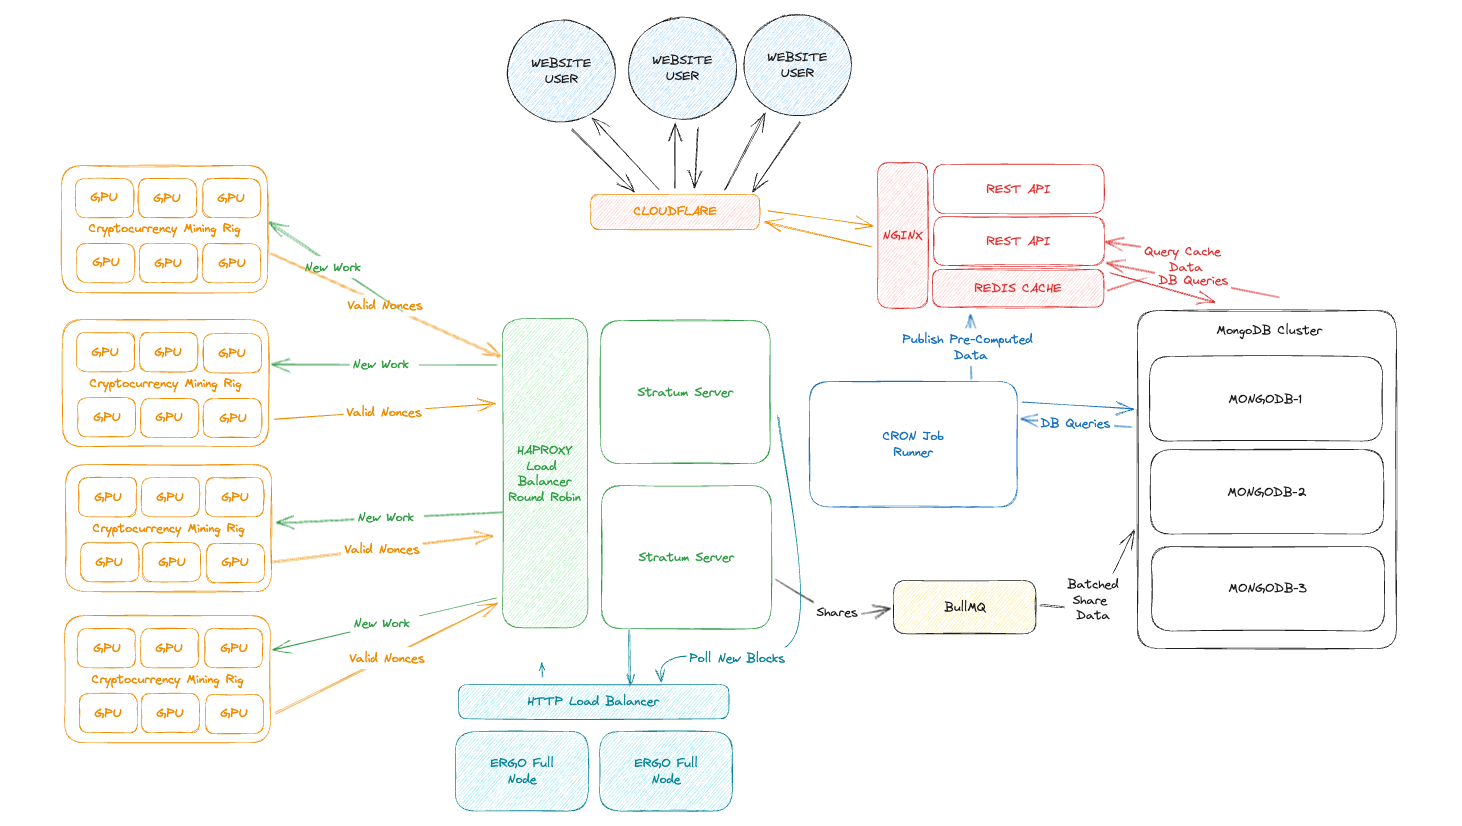 WEBSITE
USER
WEBSITE
USER
WEBSITE
USER
CLOUDFLARE
NGINX
REST API
REST API
REDIS CACHE
Query Cache
Data
DB Queries
GPU
GPU
GPU
Cryptocurrency Mining Rig
GPU
GPU
GPU
New Work
Valid Nonces
GPU
GPU
GPU
Cryptocurrency Mining Rig
GPU
GPU
GPU
New Work
Valid Nonces
GPU
GPU
GPU
Cryptocurrency Mining Rig
GPU
GPU
GPU
New Work
Valid Nonces
GPU
GPU
GPU
Cryptocurrency Mining Rig
GPU
GPU
GPU
New Work
Valid Nonces
HAPROXY
Load
Balancer
Round Robin
Stratum Server
Stratum Server
Publish Pre-Computed
Data
CRON Job
Runner
DB Queries
MongoDB Cluster
MONGODB-1
MONGODB-2
MONGODB-3
Shares
BullMQ
Batched
Share
Data
Poll New Blocks
HTTP Load Balancer
ERGO Full
Node
ERGO Full
Node